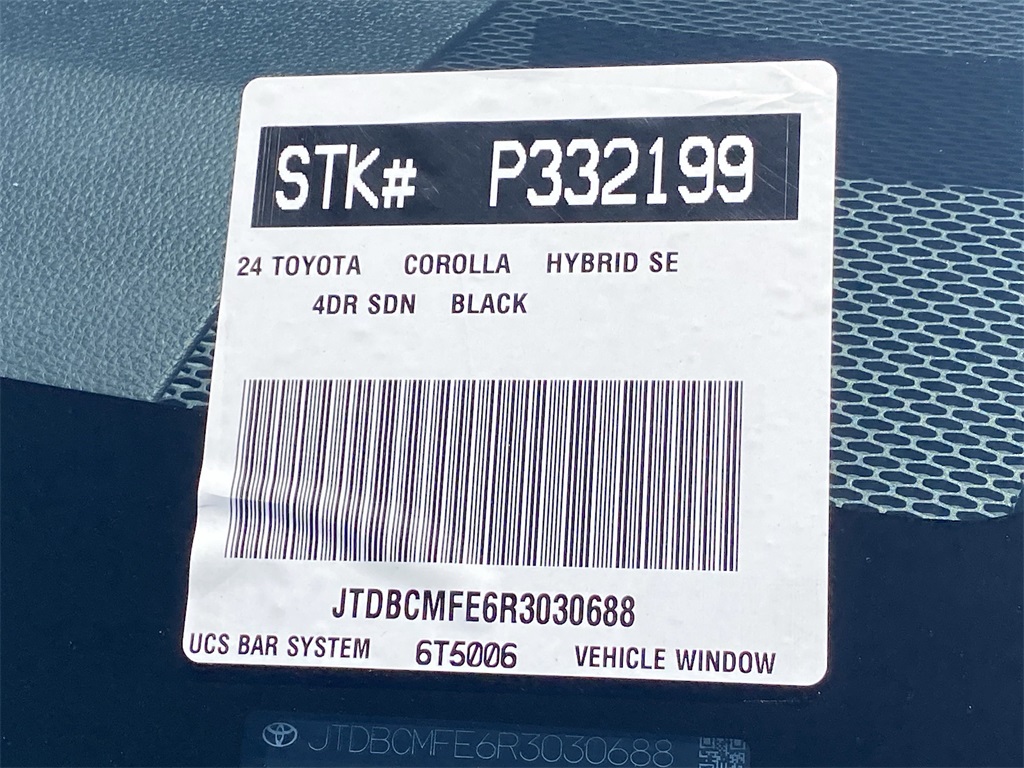 STK# P332199
24 TOYOTA COROLLA HYBRID SE
4DR SDN BLACK
JTDBCMFE6R3030688
UCS BAR SYSTEM 6T5006 VEHICLE WINDOW
JTDBCMFE6R3030688